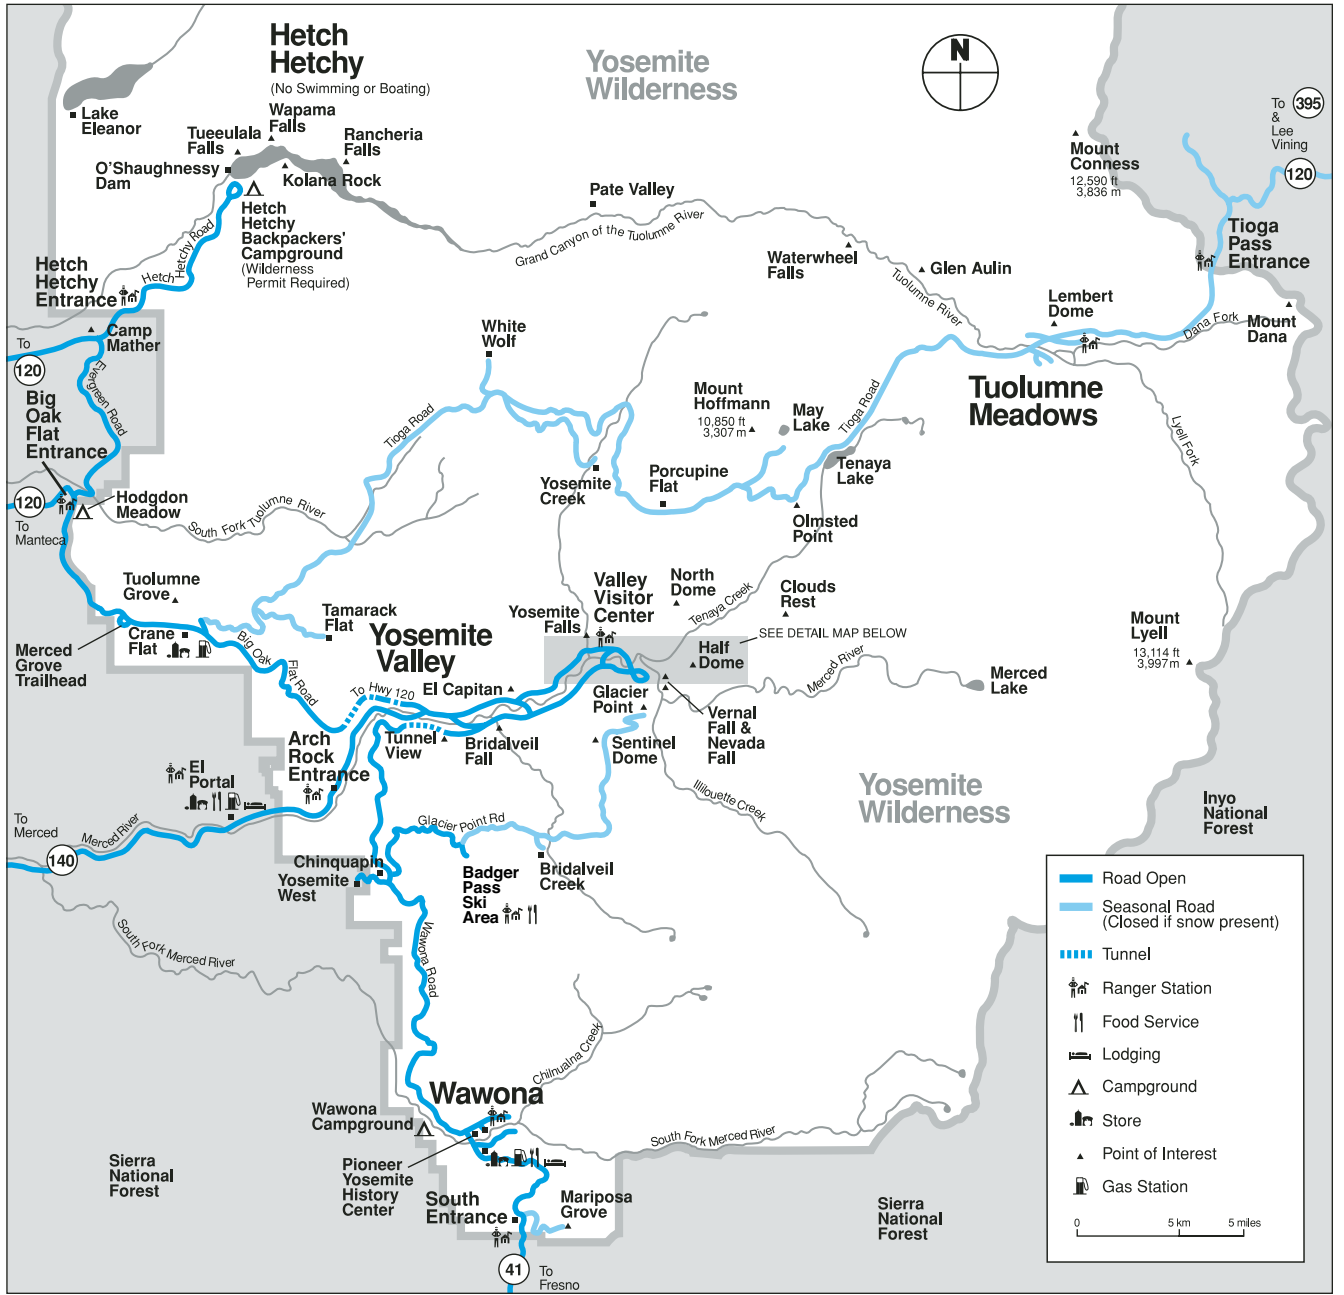 Hetch
Hetchy
(No Swimming or Boating)
Yosemite
Wilderness
N
To
&
Lee
Vining
395
120
Lake
Eleanor
Wapama
Falls
Tueeulala
Falls
Rancheria
Falls
O'Shaughnessy
Dam
Kolana Rock
Mount
Conness
12,590 ft
3,836 m
Pate Valley
Hetch
Hetchy
Backpackers'
Campground
(Wilderness
Permit Required)
Grand Canyon of the Tuolumne River
Hetch Hetchy Road
Hetch
Hetchy
Entrance
Waterwheel
Falls
Glen Aulin
Tuolumne River
Tioga
Pass
Entrance
Lembert
Dome
Dana Fork
Mount
Dana
Camp
Mather
To
120
Evergreen Road
White
Wolf
Big
Oak
Flat
Entrance
Tioga Road
Mount
Hoffmann
10,850 ft
3,307 m
May
Lake
Tioga Road
Tuolumne
Meadows
Lyell Fork
120
To
Manteca
Hodgdon
Meadow
South Fork Tuolumne River
Yosemite
Creek
Porcupine
Flat
Tenaya
Lake
Olmsted
Point
Tuolumne
Grove
Valley
Visitor
Center
North
Dome
Tenaya Creek
Clouds
Rest
Crane
Flat
Tamarack
Flat
Yosemite
Falls
SEE DETAIL MAP BELOW
Merced
Grove
Trailhead
Big Oak Flat Road
Yosemite
Valley
Half
Dome
Merced River
Merced
Lake
Mount
Lyell
13,114 ft
3,997 m
To Hwy 120
El Capitan
Glacier
Point
Vernal
Fall &
Nevada
Fall
Arch
Rock
Entrance
Tunnel
View
Bridalveil
Fall
Sentinel
Dome
El
Portal
Illilouette Creek
Yosemite
Wilderness
To
Merced
Merced River
140
Glacier Point Rd
Inyo
National
Forest
Chinquapin
Yosemite
West
Badger
Pass
Ski
Area
Bridalveil
Creek
South Fork Merced River
Wawona Road
Road Open
Seasonal Road
(Closed if snow present)
Tunnel
Ranger Station
Food Service
Lodging
Campground
Store
Point of Interest
Gas Station
0
5 km
5 miles
Chilnualna Creek
Wawona
Wawona
Campground
South Fork Merced River
Pioneer
Yosemite
History
Center
Sierra
National
Forest
South
Entrance
Mariposa
Grove
Sierra
National
Forest
41
To
Fresno